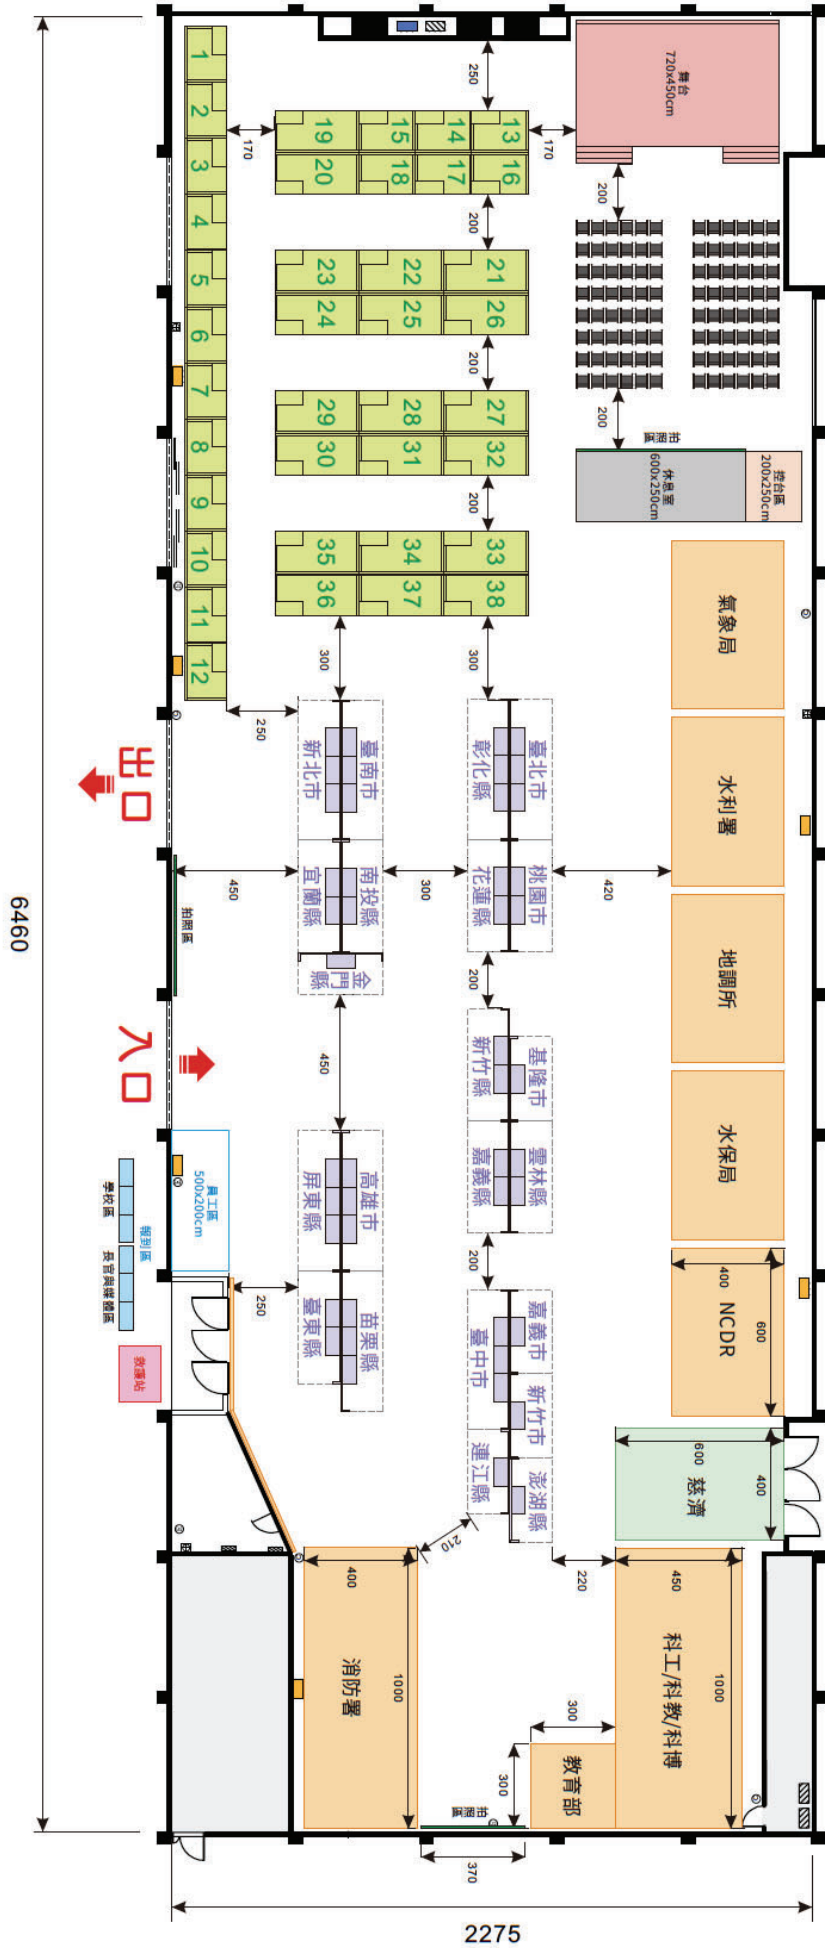 舞台
720x450cm
250
1
2
3
4
5
6
7
8
9
10
11
12
170
170
19
15
14
13
20
18
17
16
200
200
23
22
21
24
25
26
200
29
28
27
30
31
32
200
拍照區
休息室
600x250cm
控台區
200x250cm
200
35
34
33
36
37
38
300
300
250
氣象局
水利署
地調所
水保局
NCDR
400
600
出口
臺南市
新北市
臺北市
彰化縣
南投縣
宜蘭縣
桃園市
花蓮縣
金門縣
450
300
420
200
拍照區
6460
入口
450
基隆市
新竹縣
雲林縣
嘉義縣
200
員工區
500x200cm
報到區
學校區
長官與媒體區
救護站
高雄市
屏東縣
苗栗縣
臺東縣
250
嘉義市
臺中市
新竹市
連江縣
澎湖縣
慈濟
600
400
210
220
消防署
400
1000
科工/科教/科博
450
1000
教育部
300
300
拍照區
370
2275